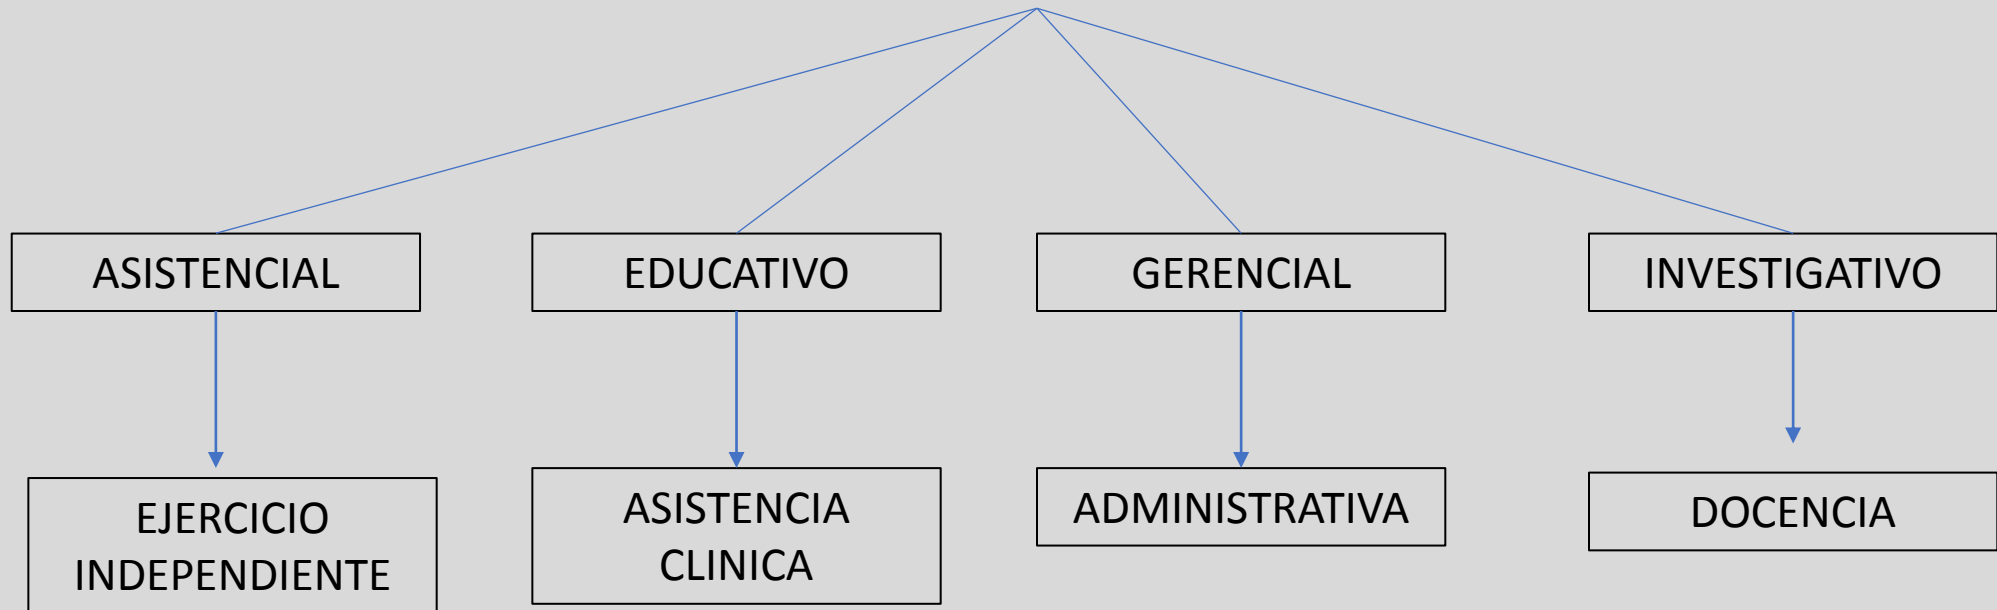 ASISTENCIAL
EDUCATIVO
GERENCIAL
INVESTIGATIVO
EJERCICIO
INDEPENDIENTE
ASISTENCIA
CLINICA
ADMINISTRATIVA
DOCENCIA